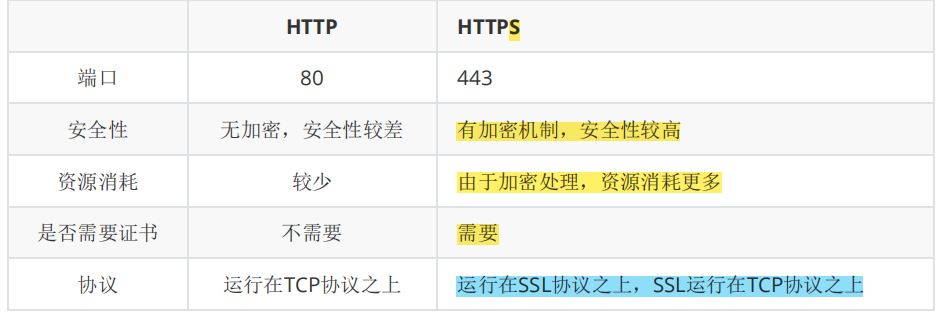 HTTP HTTPS
端口 80 443
安全性 无加密，安全性较差 有加密机制，安全性较高
资源消耗 较少 由于加密处理，资源消耗更多
是否需要证书 不需要 需要
协议 运行在TCP协议之上 运行在SSL协议之上，SSL运行在TCP协议之上